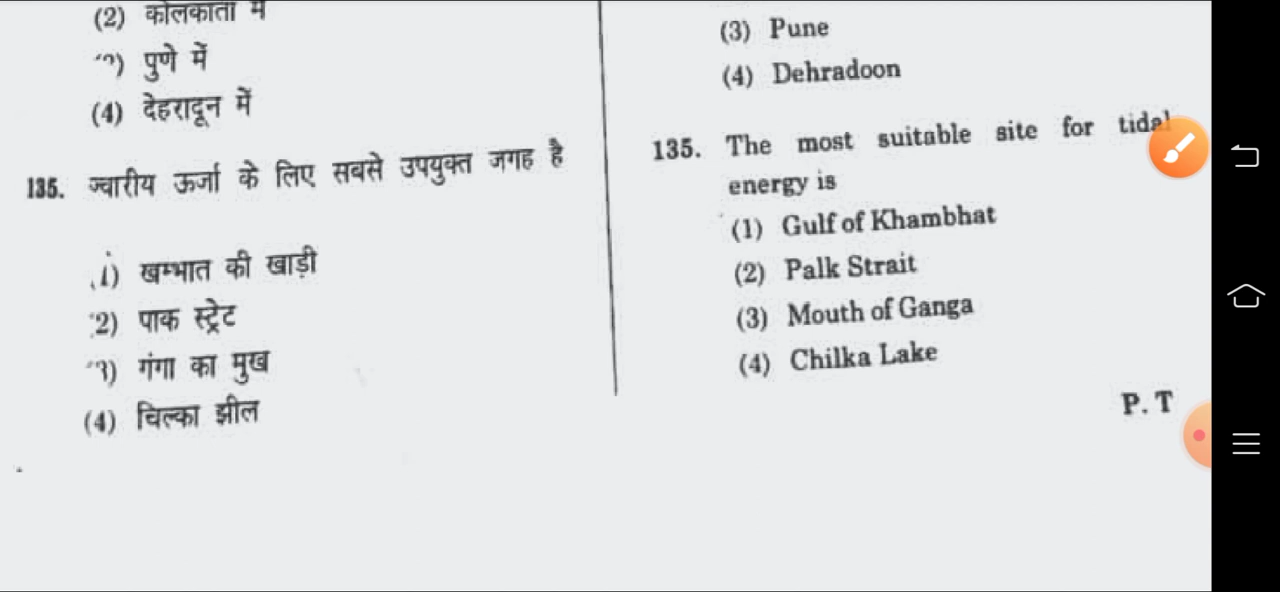 (2) कोलकाता में
) पुणे में
(4) देहरादून में
135. ज्वारीय ऊर्जा के लिए सबसे उपयुक्त जगह है
1) खम्भात की खाड़ी
2) पाक स्ट्रेट
3) गंगा का मुख
(4) चिल्का झील
(3) Pune
(4) Dehradoon
135. The most suitable site for tidal
energy is
(1) Gulf of Khambhat
(2) Palk Strait
(3) Mouth of Ganga
(4) Chilka Lake
P. T